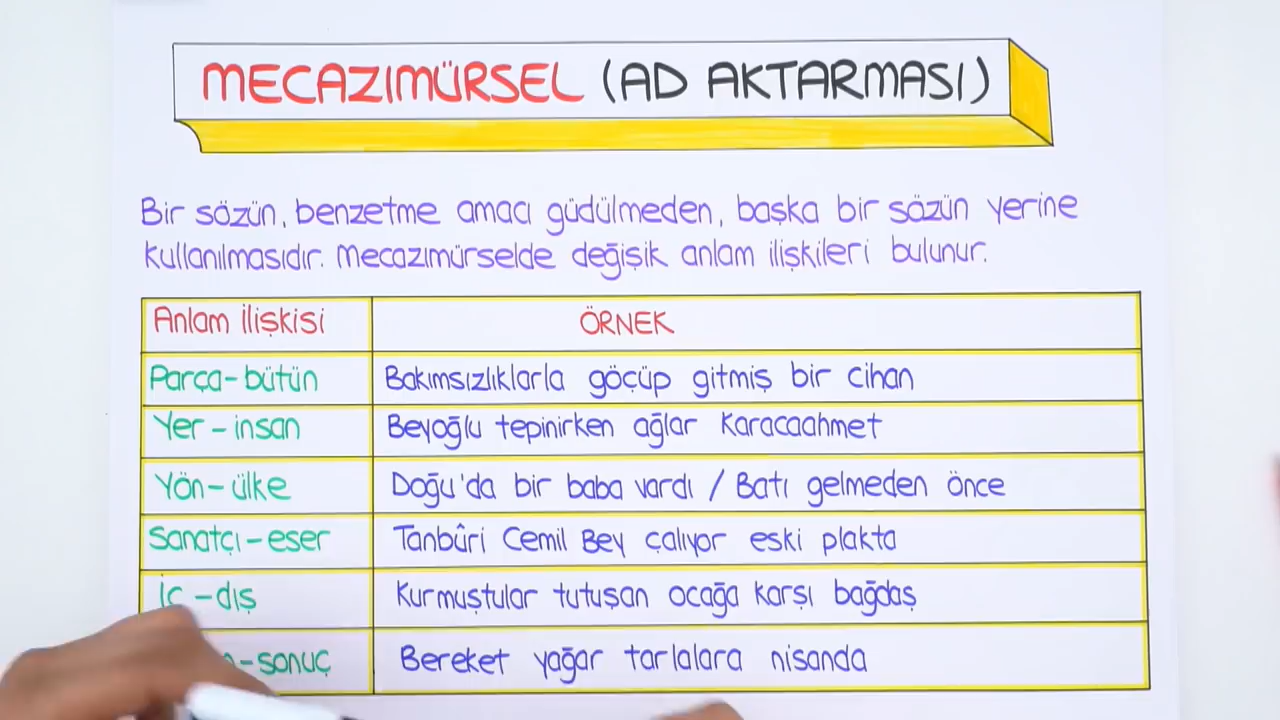 MECAZIMÜRSEL (AD AKTARMASI)
Bir sözün, benzetme amacı güdülmeden, başka bir sözün yerine
kullanılmasıdır. Mecazımürselde değişik anlam ilişkileri bulunur.
Anlam İlişkisi ÖRNEK
Parça-bütün Bakımsızlıklarla göçüp gitmiş bir cihan
Yer-insan Beyoğlu tepinirken ağlar Karacaahmet
Yön-ülke Doğu'da bir baba vardı / Batı gelmeden önce
Sanatçı-eser Tanbûri Cemil Bey çalıyor eski plakta
İç-dış Kurmuştular tutuşan ocağa karşı bağdaş
-sonuç Bereket yağar tarlalara nisanda